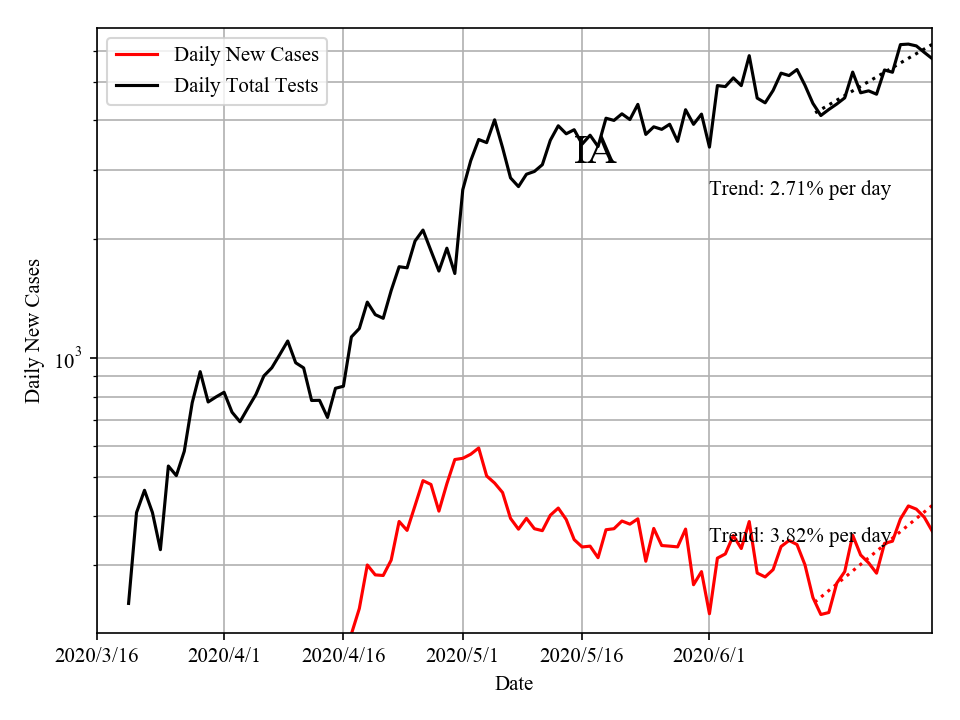 Daily New Cases
Daily Total Tests
IA
Trend: 2.71% per day
Trend: 3.82% per day
Daily New Cases
10³
2020/3/16
2020/4/1
2020/4/16
2020/5/1
2020/5/16
2020/6/1
Date